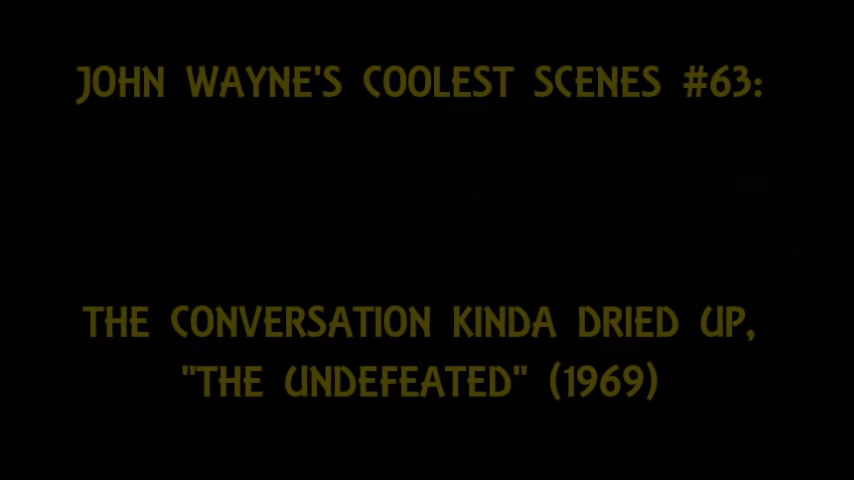 JOHN WAYNE'S COOLEST SCENES #63:
THE CONVERSATION KINDA DRIED UP,
"THE UNDEFEATED" (1969)